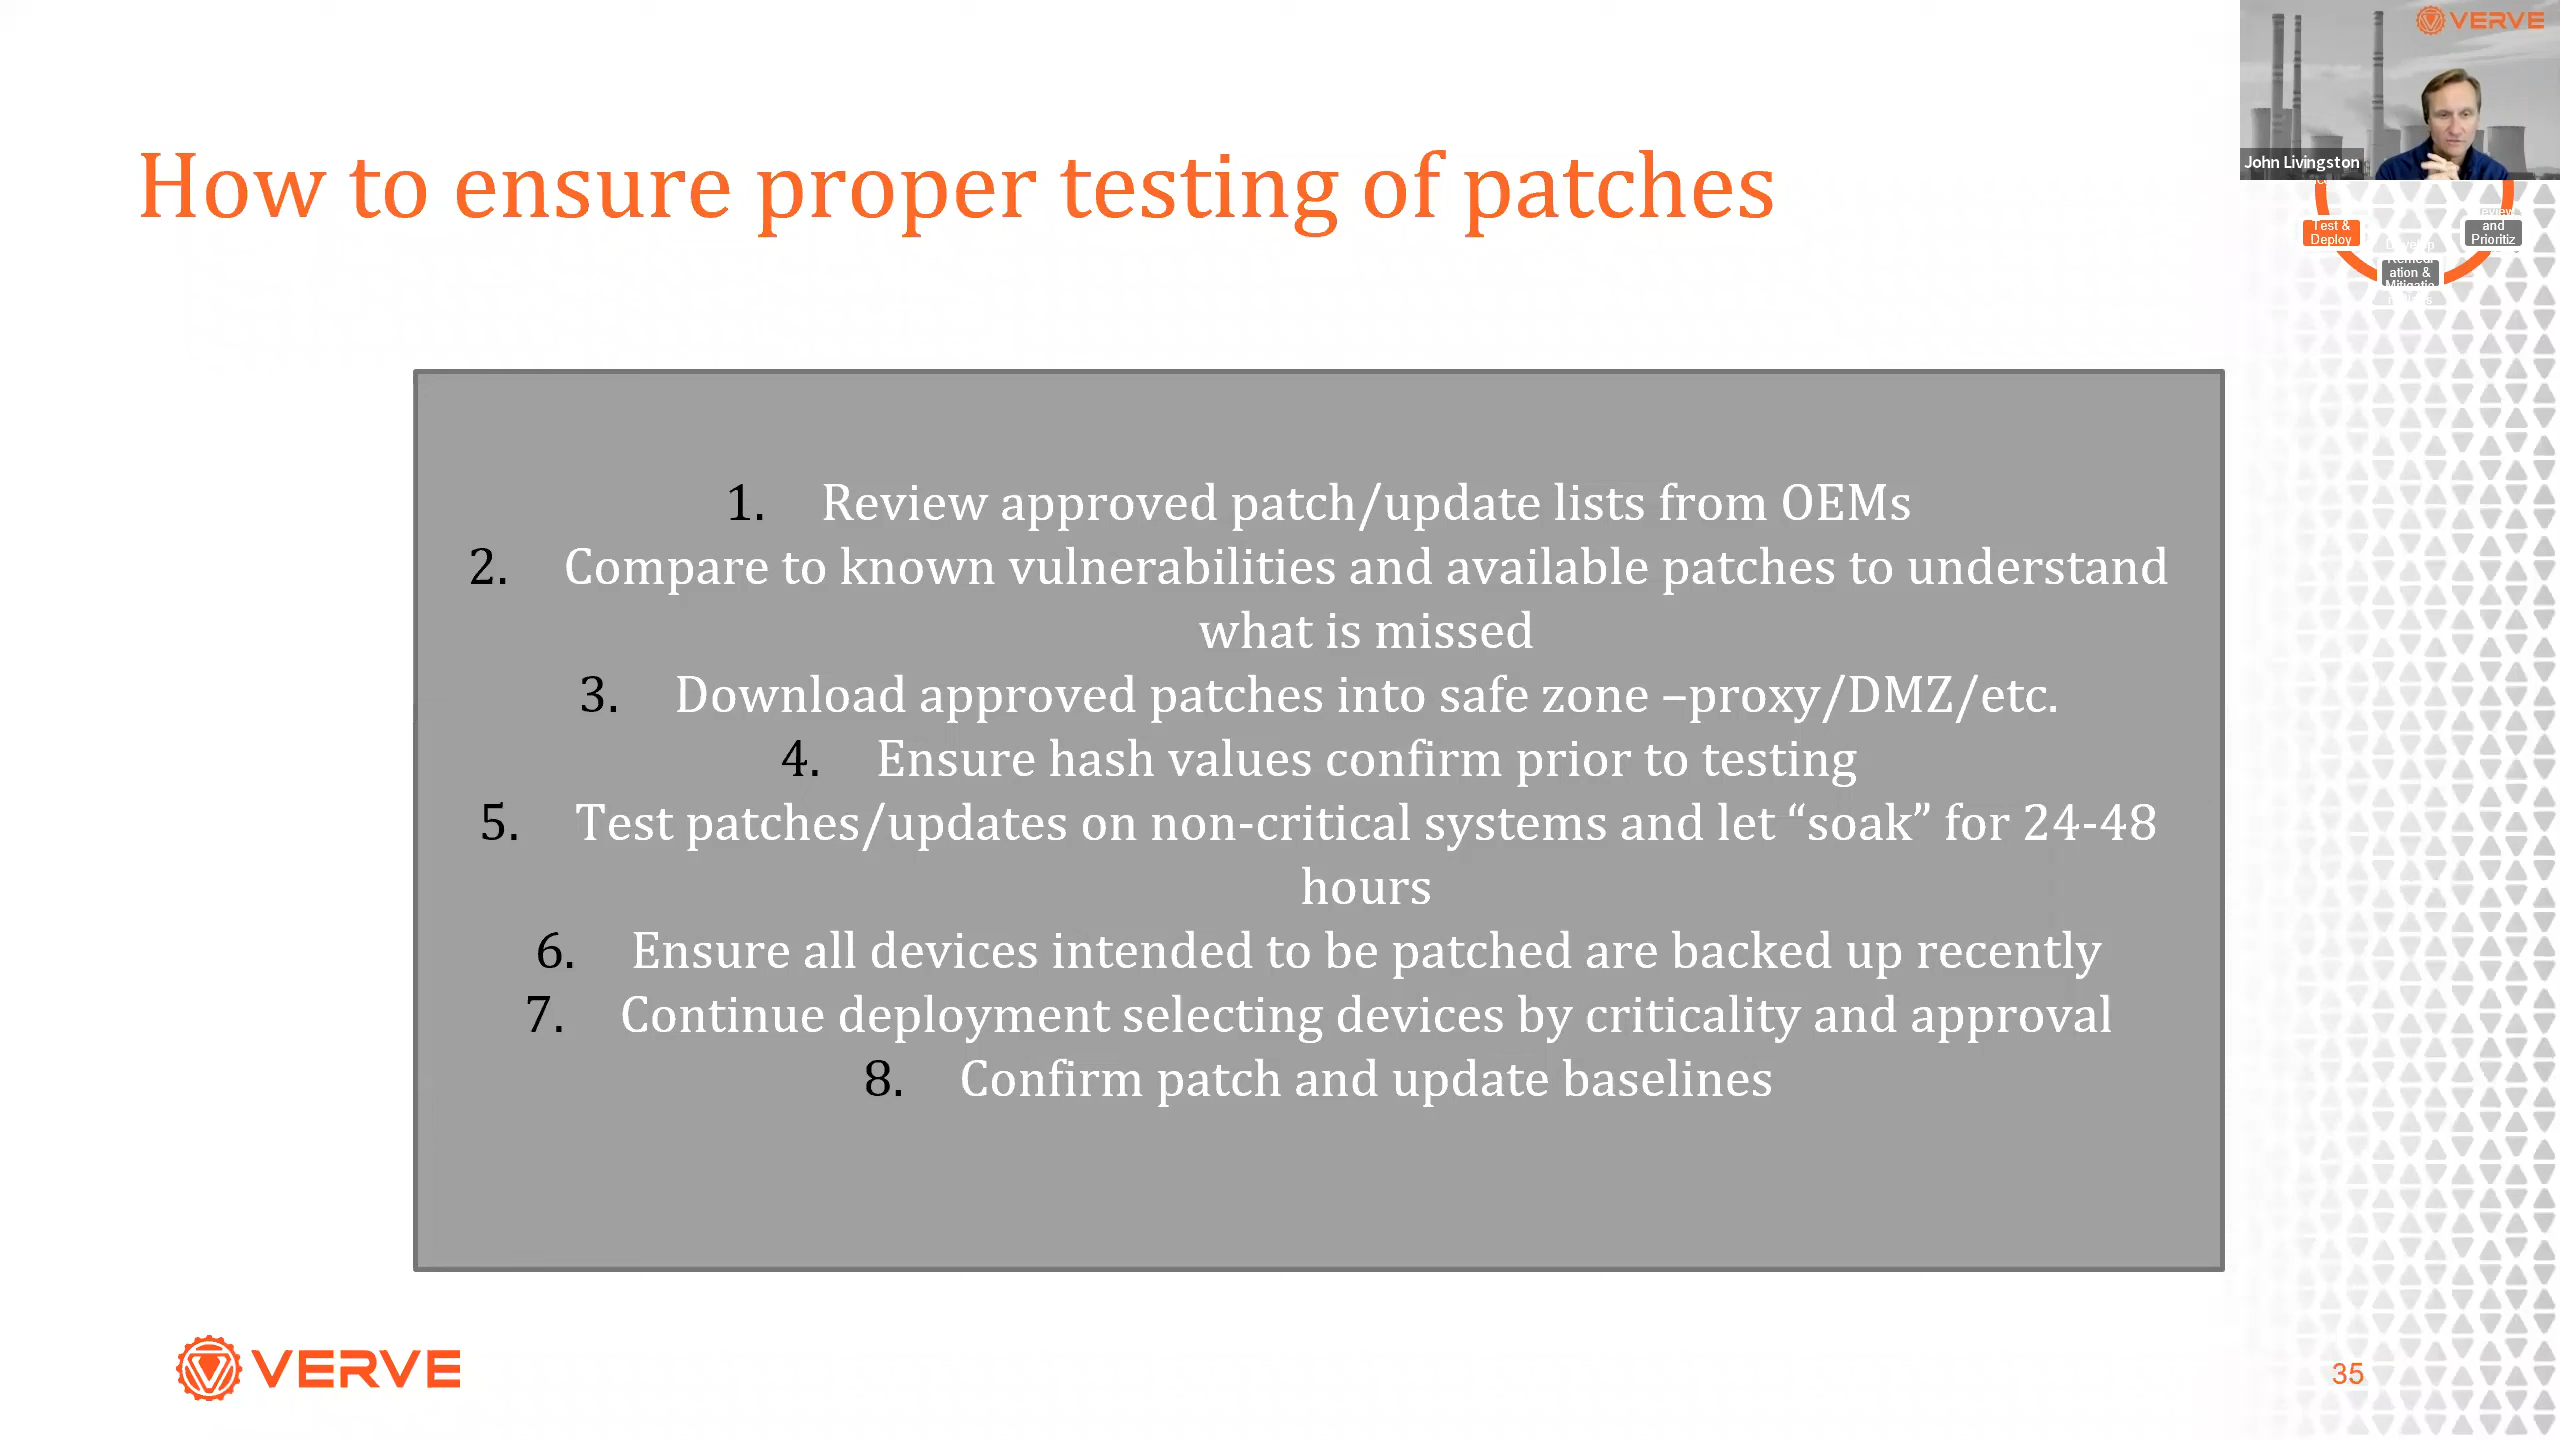 VERVE
John Livingston
How to ensure proper testing of patches
Test &
Deploy
and
Prioritiz
ation &
1. Review approved patch/update lists from OEMs
2. Compare to known vulnerabilities and available patches to understand
what is missed
3. Download approved patches into safe zone –proxy/DMZ/etc.
4. Ensure hash values confirm prior to testing
5. Test patches/updates on non-critical systems and let “soak” for 24-48
hours
6. Ensure all devices intended to be patched are backed up recently
7. Continue deployment selecting devices by criticality and approval
8. Confirm patch and update baselines
VERVE
35